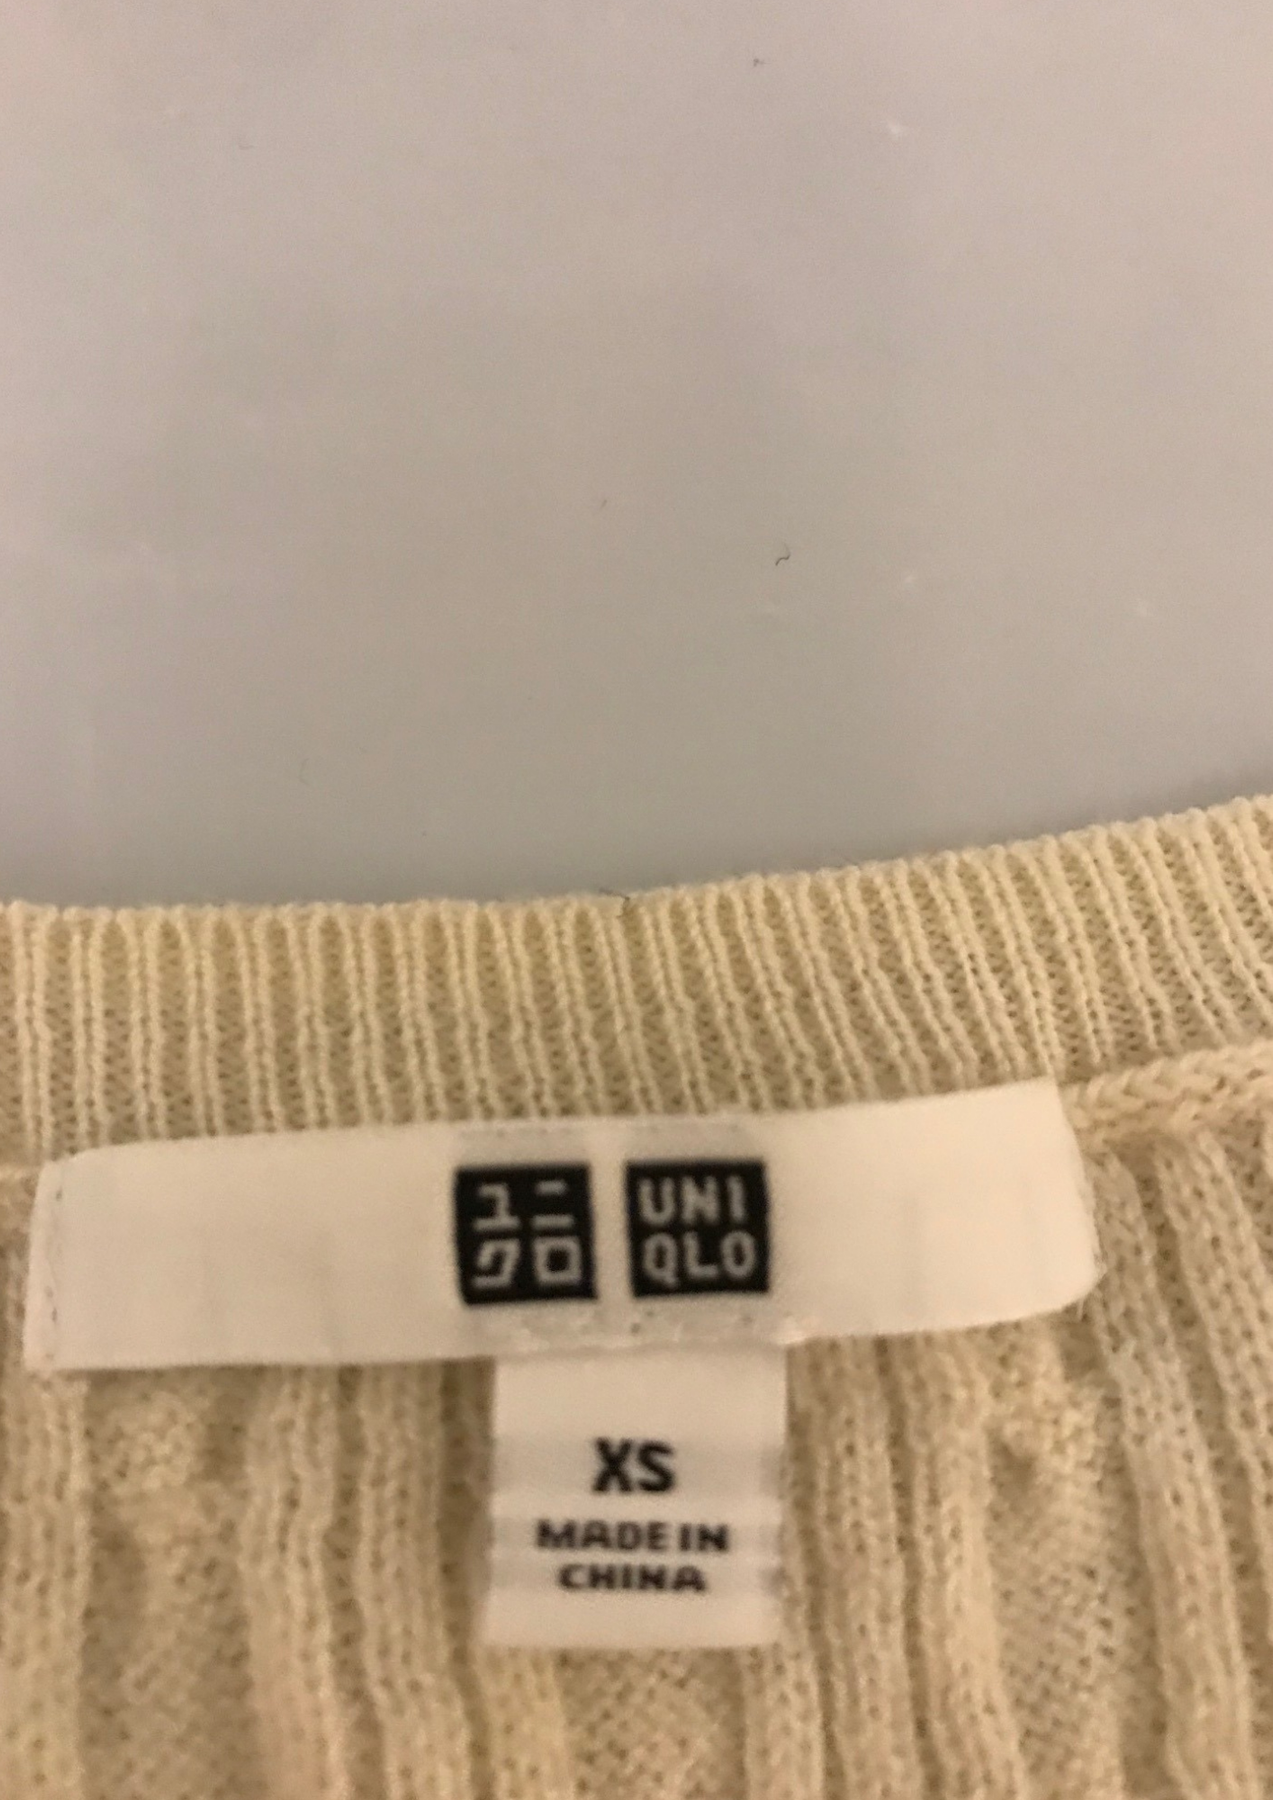 ユニ
クロ
UNI
QLO
XS
MADE IN
CHINA